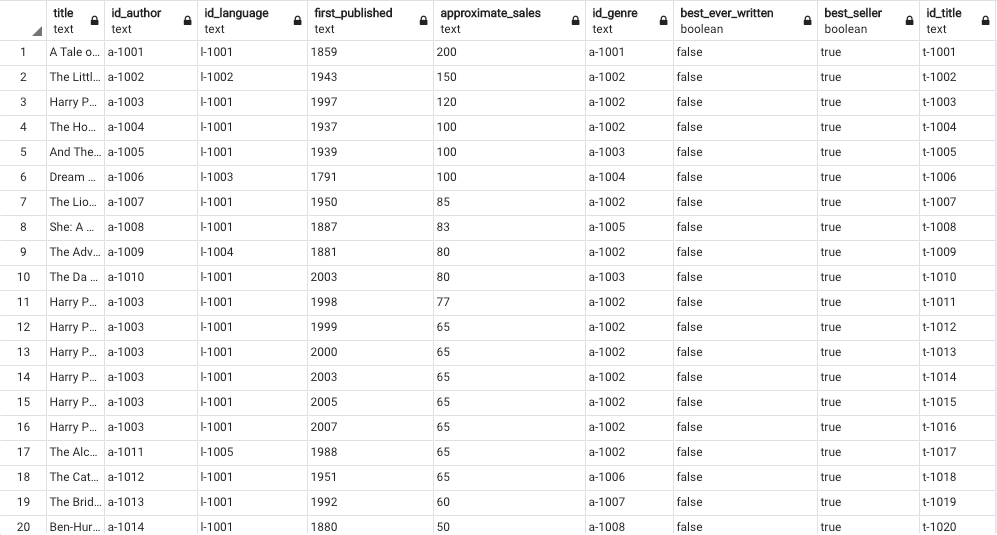 title id_author id_language first_published approximate_sales id_genre best_ever_written best_seller id_title
text text text text text text boolean boolean text
1 A Tale o... a-1001 l-1001 1859 200 a-1001 false true t-1001
2 The Littl... a-1002 l-1002 1943 150 a-1002 false true t-1002
3 Harry P... a-1003 l-1001 1997 120 a-1002 false true t-1003
4 The Ho... a-1004 l-1001 1937 100 a-1002 false true t-1004
5 And The... a-1005 l-1001 1939 100 a-1003 false true t-1005
6 Dream ... a-1006 l-1003 1791 100 a-1004 false true t-1006
7 The Lio... a-1007 l-1001 1950 85 a-1002 false true t-1007
8 She: A ... a-1008 l-1001 1887 83 a-1005 false true t-1008
9 The Adv... a-1009 l-1004 1881 80 a-1002 false true t-1009
10 The Da ... a-1010 l-1001 2003 80 a-1003 false true t-1010
11 Harry P... a-1003 l-1001 1998 77 a-1002 false true t-1011
12 Harry P... a-1003 l-1001 1999 65 a-1002 false true t-1012
13 Harry P... a-1003 l-1001 2000 65 a-1002 false true t-1013
14 Harry P... a-1003 l-1001 2003 65 a-1002 false true t-1014
15 Harry P... a-1003 l-1001 2005 65 a-1002 false true t-1015
16 Harry P... a-1003 l-1001 2007 65 a-1002 false true t-1016
17 The Alc... a-1011 l-1005 1988 65 a-1002 false true t-1017
18 The Cat... a-1012 l-1001 1951 65 a-1006 false true t-1018
19 The Brid... a-1013 l-1001 1992 60 a-1007 false true t-1019
20 Ben-Hur... a-1014 l-1001 1880 50 a-1008 false true t-1020